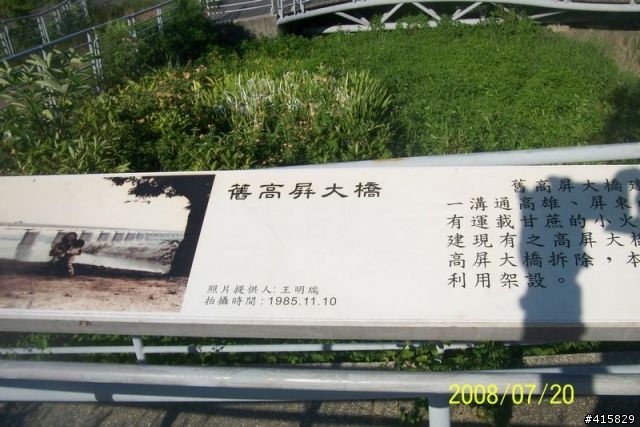 舊高屏大橋
照片提供人:王明瑞
拍攝時間:1985.11.10
舊高屏大橋建
一溝通高雄、屏東
有運載甘蔗的小火
建現有之高屏大橋
高屏大橋拆除，本
利用架設。
2008/07/20
#415829